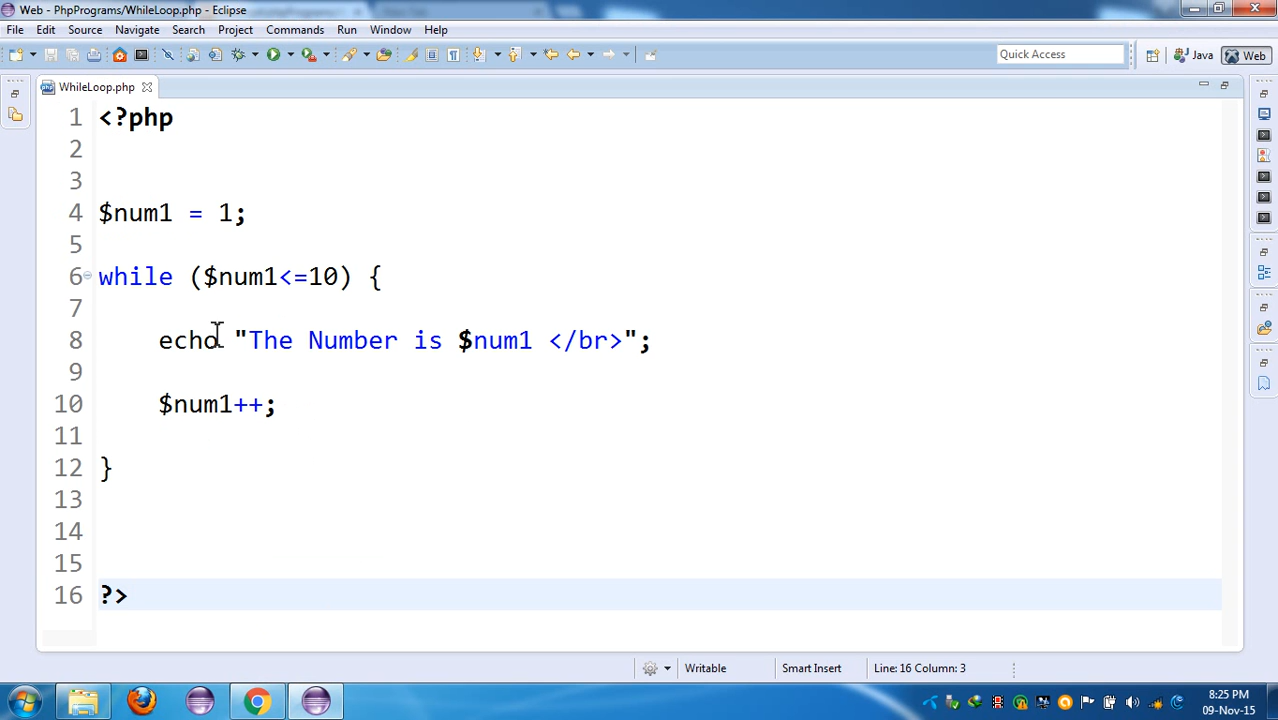 Web - PhpPrograms/WhileLoop.php - Eclipse
File Edit Source Navigate Search Project Commands Run Window Help
Quick Access
Java
Web
WhileLoop.php
1 <?php
2
3
4 $num1 = 1;
5
6 while ($num1<=10) {
7
8 echo "The Number is $num1 </br>";
9
10 $num1++;
11
12 }
13
14
15
16 ?>
Writable Smart Insert Line: 16 Column: 3
8:25 PM
09-Nov-15